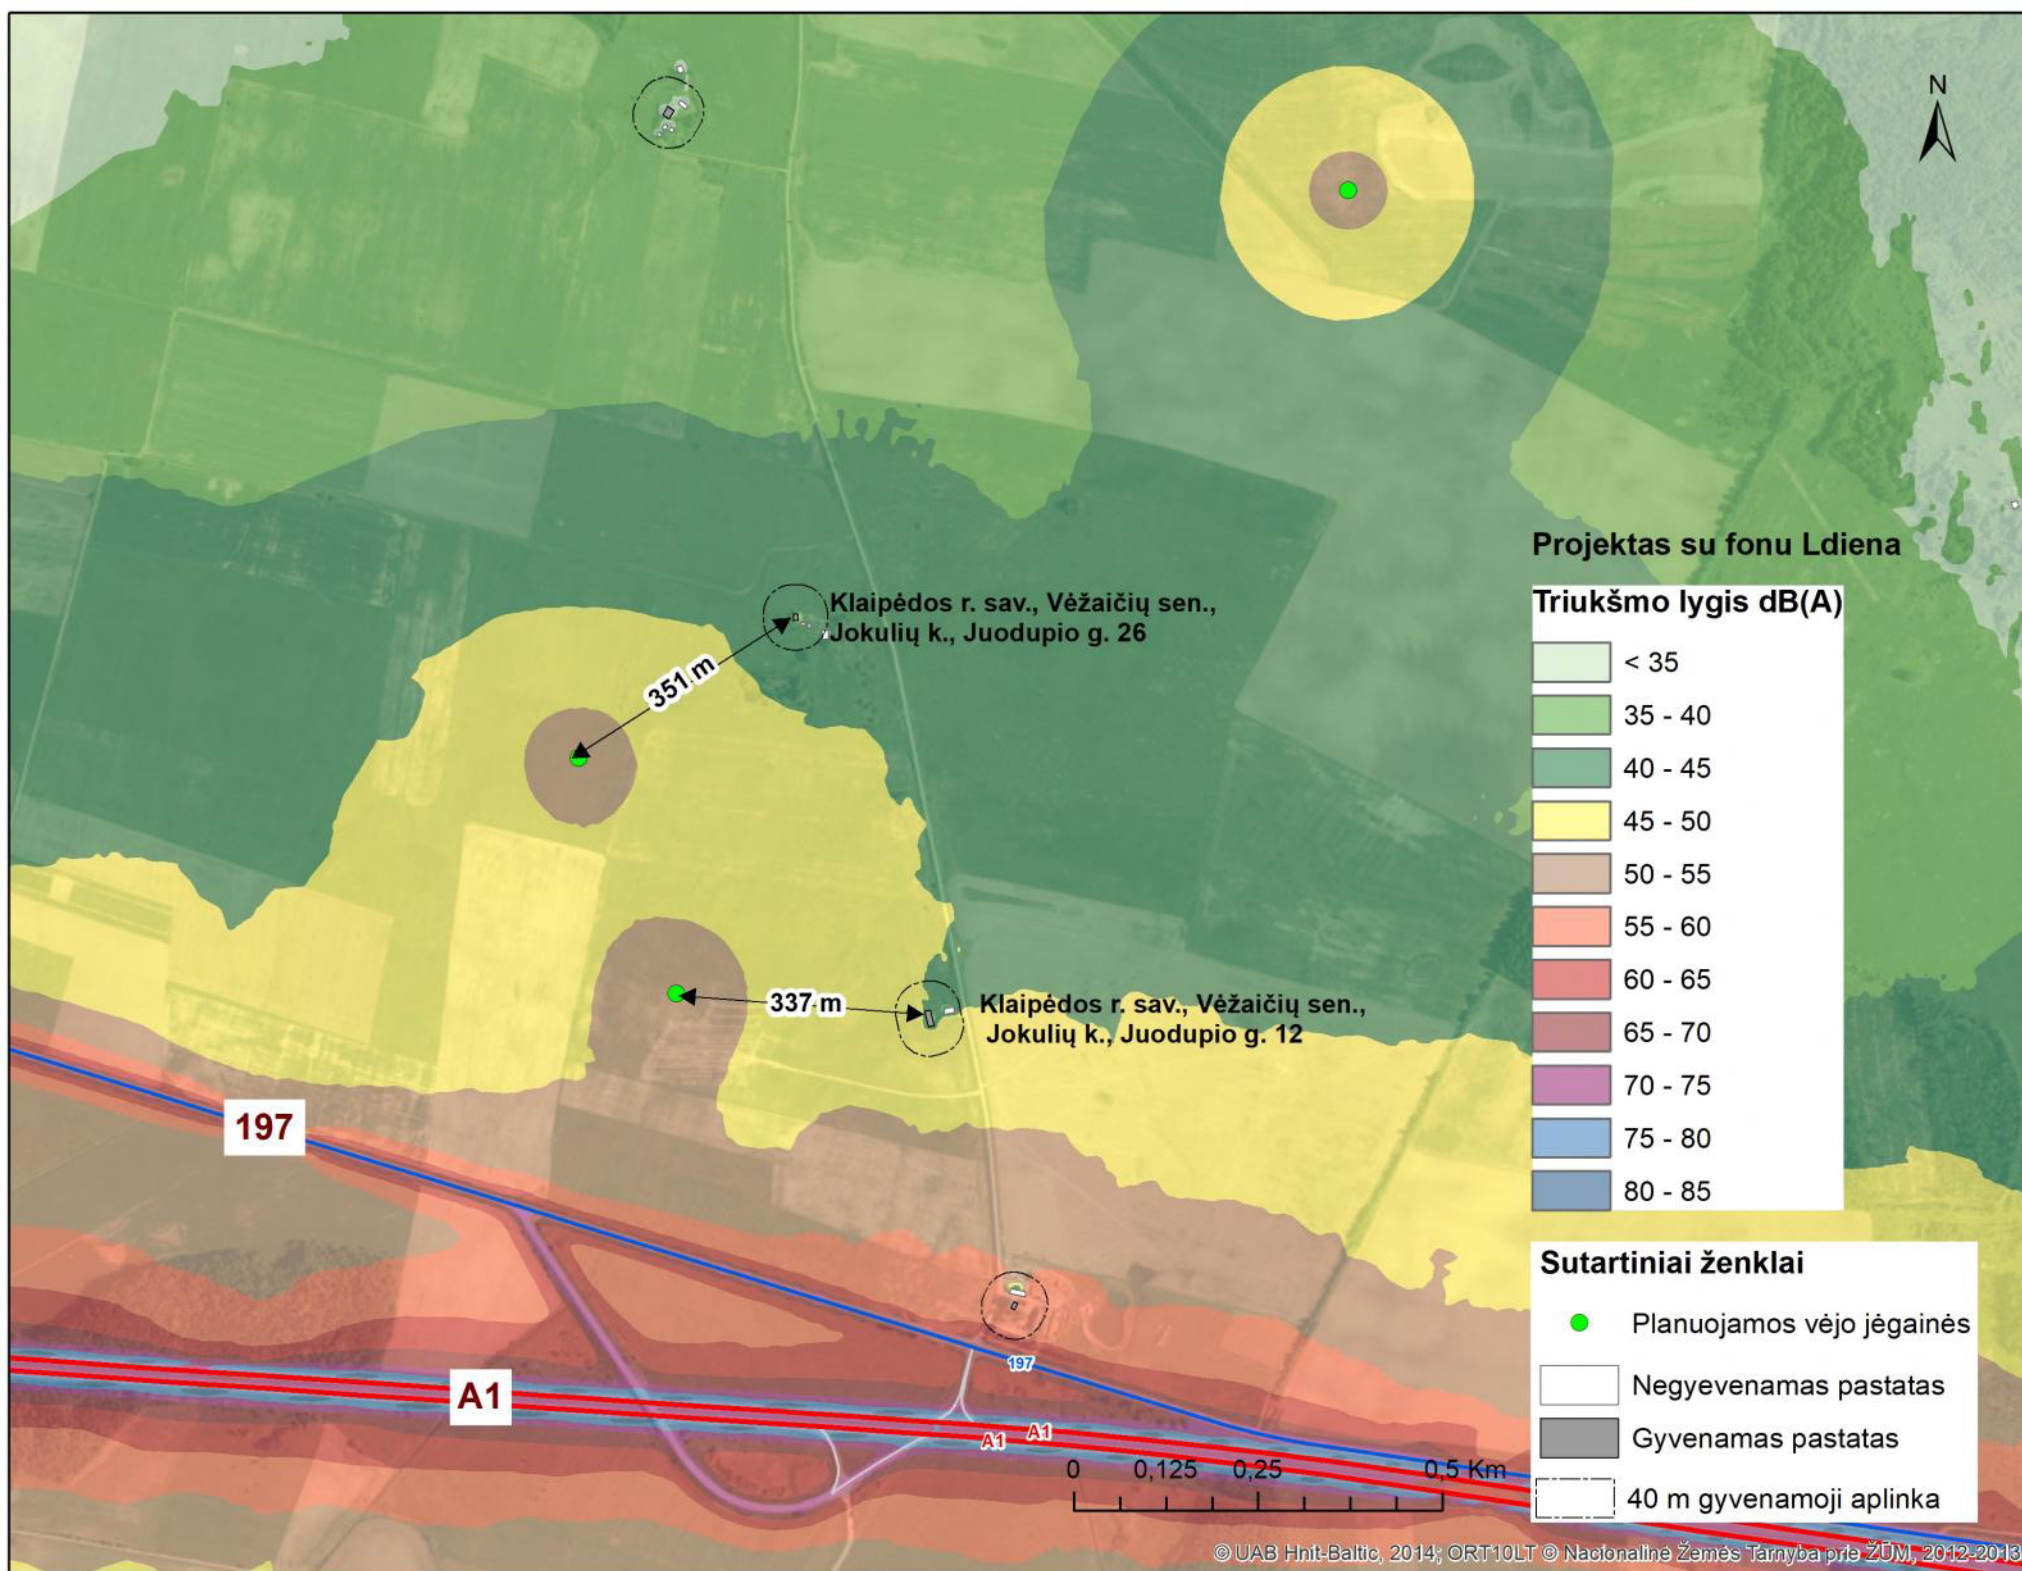 N
Klaipėdos r. sav., Vėžaičių sen.,
Jokulių k., Juodupio g. 26
351 m
337 m
Klaipėdos r. sav., Vėžaičių sen.,
Jokulių k., Juodupio g. 12
197
A1
197
A1
A1
0 0,125 0,25 0,5 Km
Projektas su fonu Ldiena
Triukšmo lygis dB(A)
< 35
35 - 40
40 - 45
45 - 50
50 - 55
55 - 60
60 - 65
65 - 70
70 - 75
75 - 80
80 - 85
Sutartiniai ženklai
Planuojamos vėjo jėgainės
Negyevenamas pastatas
Gyvenamas pastatas
40 m gyvenamoji aplinka
© UAB Hnit-Baltic, 2014; ORT10LT © Nacionalinė Žemės Tarnyba prie ŽŪM, 2012-2013